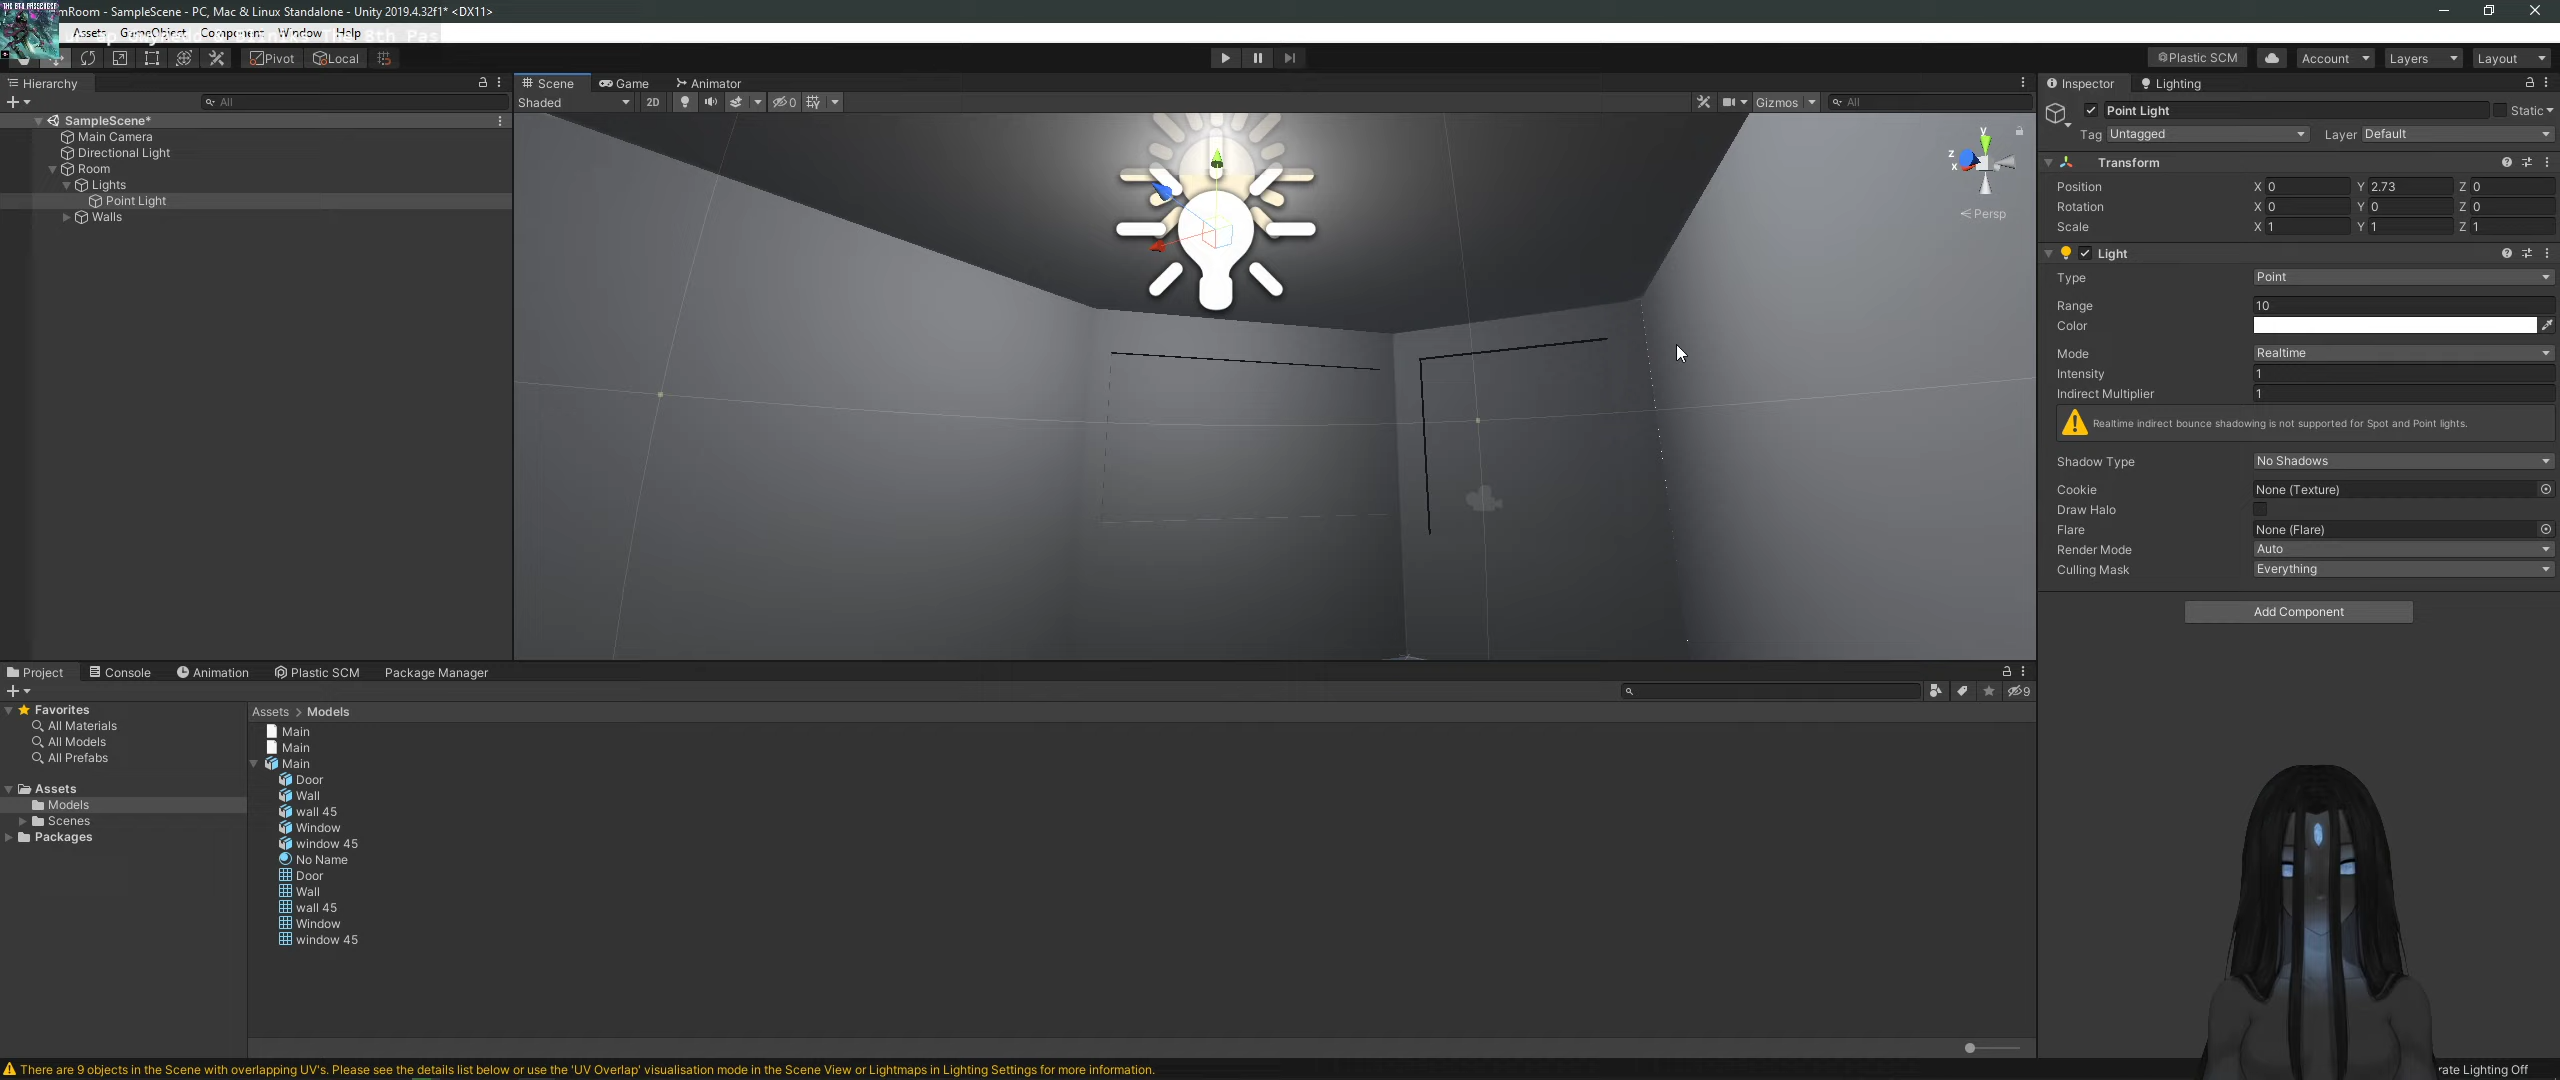 mRoom - SampleScene - PC, Mac & Linux Standalone - Unity 2019.4.32f1* <DX11>
THE 8TH PASSENGER
Assets GameObject Component Window Help
8th Pas
Pivot Local Plastic SCM Account Layers Layout
Hierarchy
All
SampleScene*
Main Camera
Directional Light
Room
Lights
Point Light
Walls
Scene Game Animator
Shaded 2D 0 Gizmos All
y
z
x
Persp
Inspector Lighting
Point Light Static
Tag Untagged Layer Default
Transform
Position X 0 Y 2.73 Z 0
Rotation X 0 Y 0 Z 0
Scale X 1 Y 1 Z 1
Light
Type Point
Range 10
Color
Mode Realtime
Intensity 1
Indirect Multiplier 1
Realtime indirect bounce shadowing is not supported for Spot and Point lights.
Shadow Type No Shadows
Cookie None (Texture)
Draw Halo
Flare None (Flare)
Render Mode Auto
Culling Mask Everything
Add Component
Project Console Animation Plastic SCM Package Manager
9
Favorites
All Materials
All Models
All Prefabs
Assets
Models
Scenes
Packages
Assets > Models
Main
Main
Main
Door
Wall
wall 45
Window
window 45
No Name
Door
Wall
wall 45
Window
window 45
There are 9 objects in the Scene with overlapping UV's. Please see the details list below or use the 'UV Overlap' visualisation mode in the Scene View or Lightmaps in Lighting Settings for more information.
rate Lighting Off